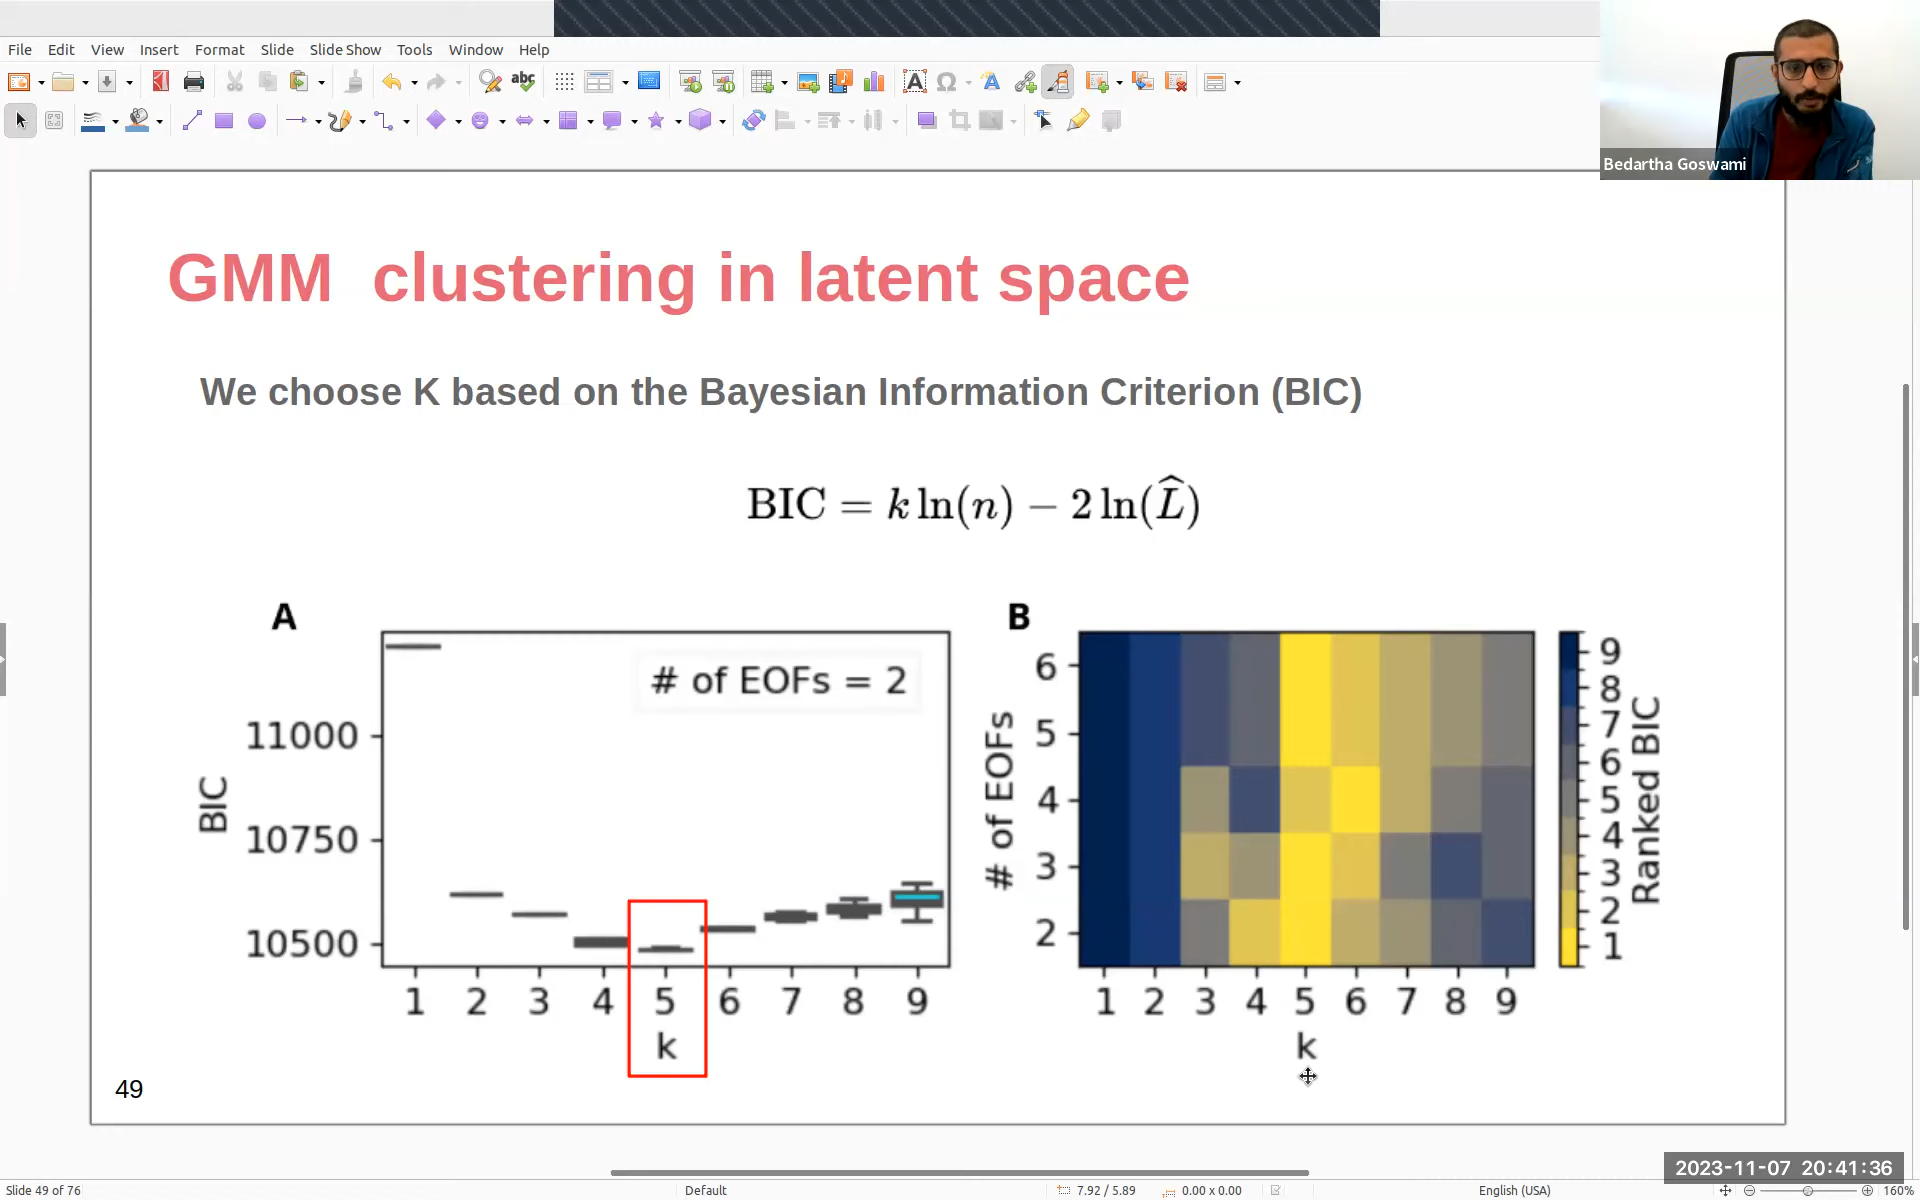 File Edit View Insert Format Slide Slide Show Tools Window Help
Bedartha Goswami
GMM clustering in latent space
We choose K based on the Bayesian Information Criterion (BIC)
BIC = k ln(n) − 2 ln(L̂)
A
# of EOFs = 2
11000
10750
10500
BIC
1 2 3 4 5 6 7 8 9
k
B
6
5
4
3
2
# of EOFs
1 2 3 4 5 6 7 8 9
k
9
8
7
6
5
4
3
2
1
Ranked BIC
49
2023-11-07 20:41:36
Slide 49 of 76 Default 7.92 / 5.89 0.00 x 0.00 English (USA) 160%